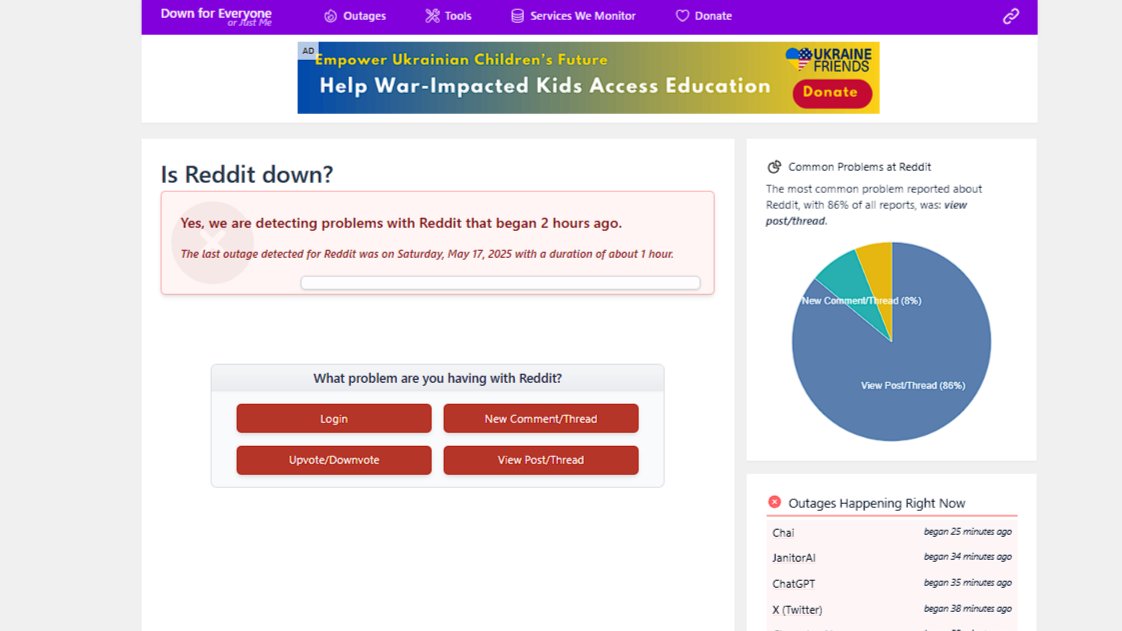 Down for Everyone
or Just Me
Outages
Tools
Services We Monitor
Donate
AD
Empower Ukrainian Children's Future
Help War-Impacted Kids Access Education
UKRAINE
FRIENDS
Donate
Is Reddit down?
Yes, we are detecting problems with Reddit that began 2 hours ago.
The last outage detected for Reddit was on Saturday, May 17, 2025 with a duration of about 1 hour.
What problem are you having with Reddit?
Login
New Comment/Thread
Upvote/Downvote
View Post/Thread
Common Problems at Reddit
The most common problem reported about
Reddit, with 86% of all reports, was: view
post/thread.
New Comment/Thread (8%)
View Post/Thread (86%)
Outages Happening Right Now
Chai began 25 minutes ago
JanitorAI began 34 minutes ago
ChatGPT began 35 minutes ago
X (Twitter) began 38 minutes ago